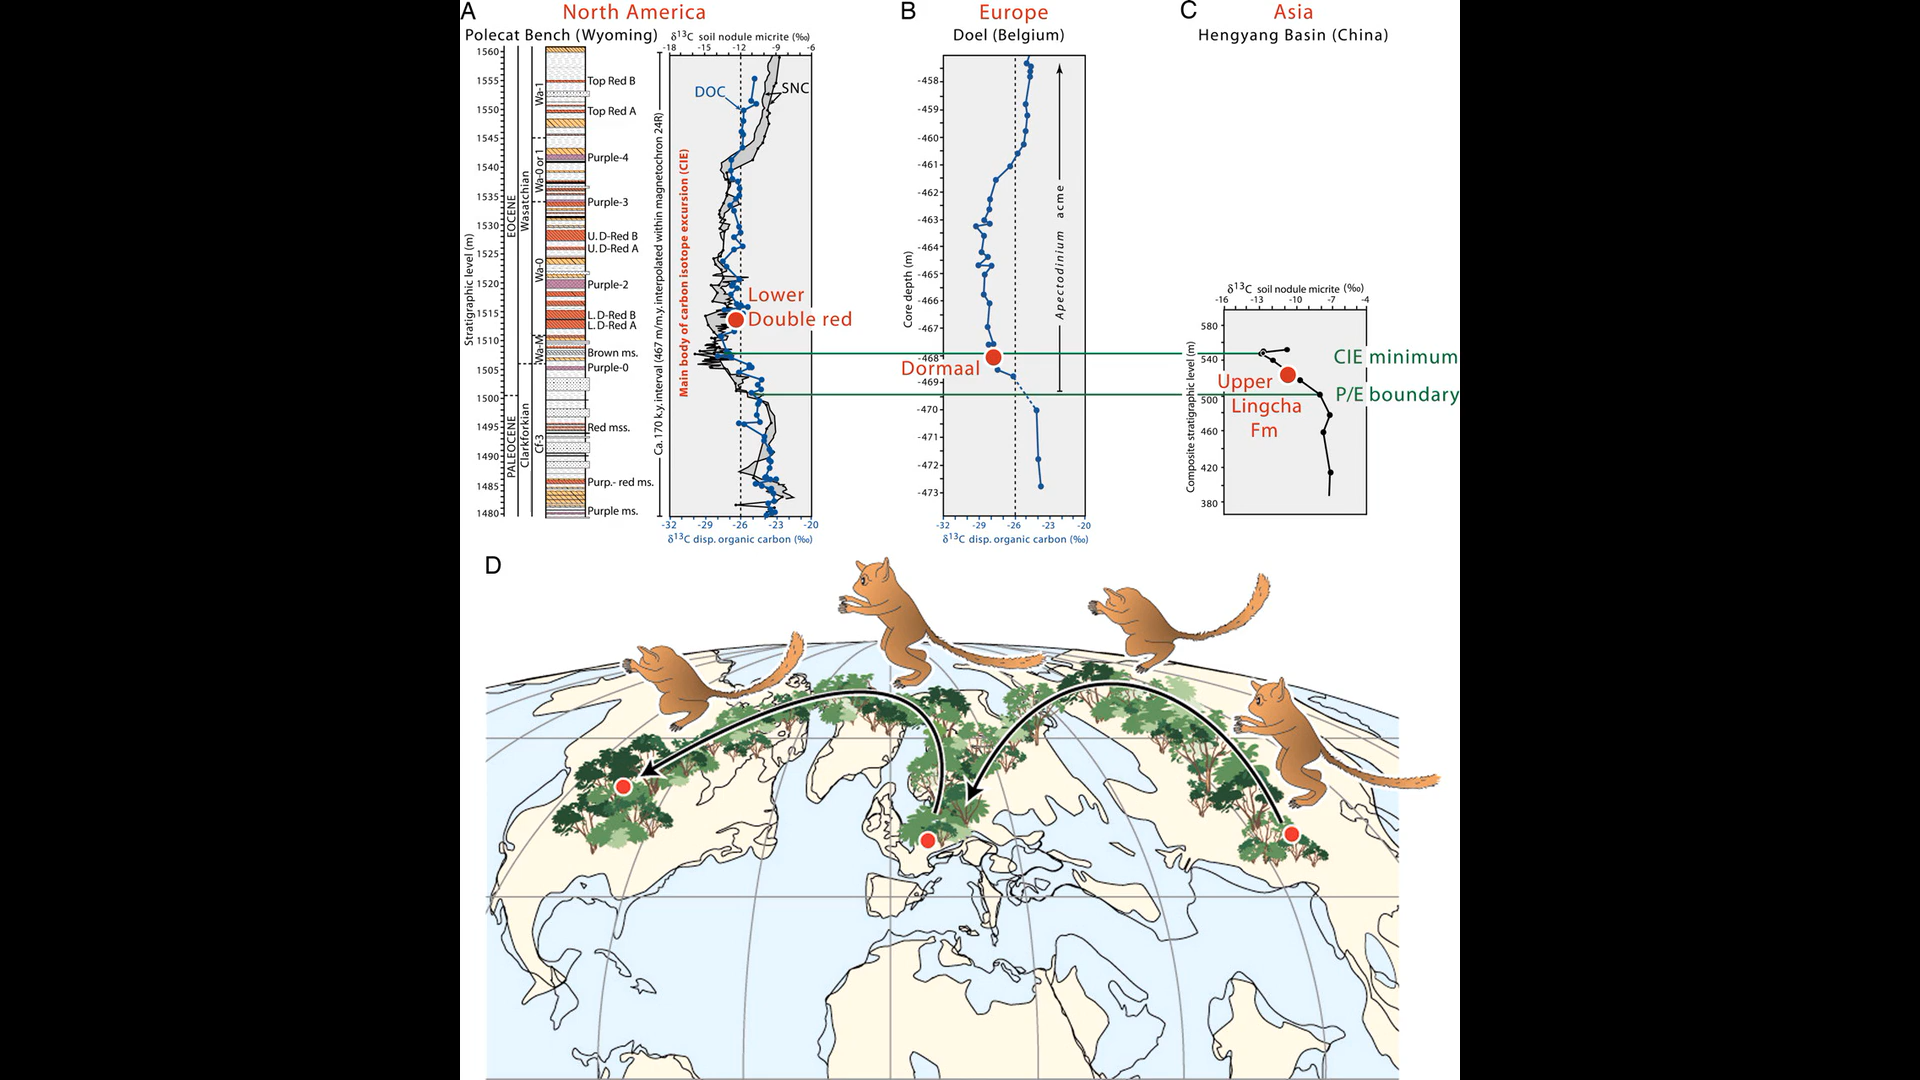 A
North America
Polecat Bench (Wyoming)
δ13C soil nodule micrite (‰)
-18 -15 -12 -9 -6
Stratigraphic level (m)
1560
1555
1550
1545
1540
1535
1530
1525
1520
1515
1510
1505
1500
1495
1490
1485
1480
EOCENE
PALEOCENE
Wasatchian
Clarkforkian
Wa-1
Wa-0 or 1
Wa-0
Wa-M
Cf-3
Top Red B
Top Red A
Purple-4
Purple-3
U. D-Red B
U. D-Red A
Purple-2
L. D-Red B
L. D-Red A
Brown ms.
Purple-0
Red mss.
Purp.- red ms.
Purple ms.
Ca. 170 k.y. interval (467 m/m.y. interpolated within magnetochron 24R)
Main body of carbon isotope excursion (CIE)
DOC
SNC
Lower
Double red
-32 -29 -26 -23 -20
δ13C disp. organic carbon (‰)
B
Europe
Doel (Belgium)
Core depth (m)
-458
-459
-460
-461
-462
-463
-464
-465
-466
-467
-468
-469
-470
-471
-472
-473
Apectodinium acme
Dormaal
-32 -29 -26 -23 -20
δ13C disp. organic carbon (‰)
C
Asia
Hengyang Basin (China)
δ13C soil nodule micrite (‰)
-16 -13 -10 -7 -4
Composite stratigraphic level (m)
580
540
500
460
420
380
CIE minimum
P/E boundary
Upper
Lingcha
Fm
D